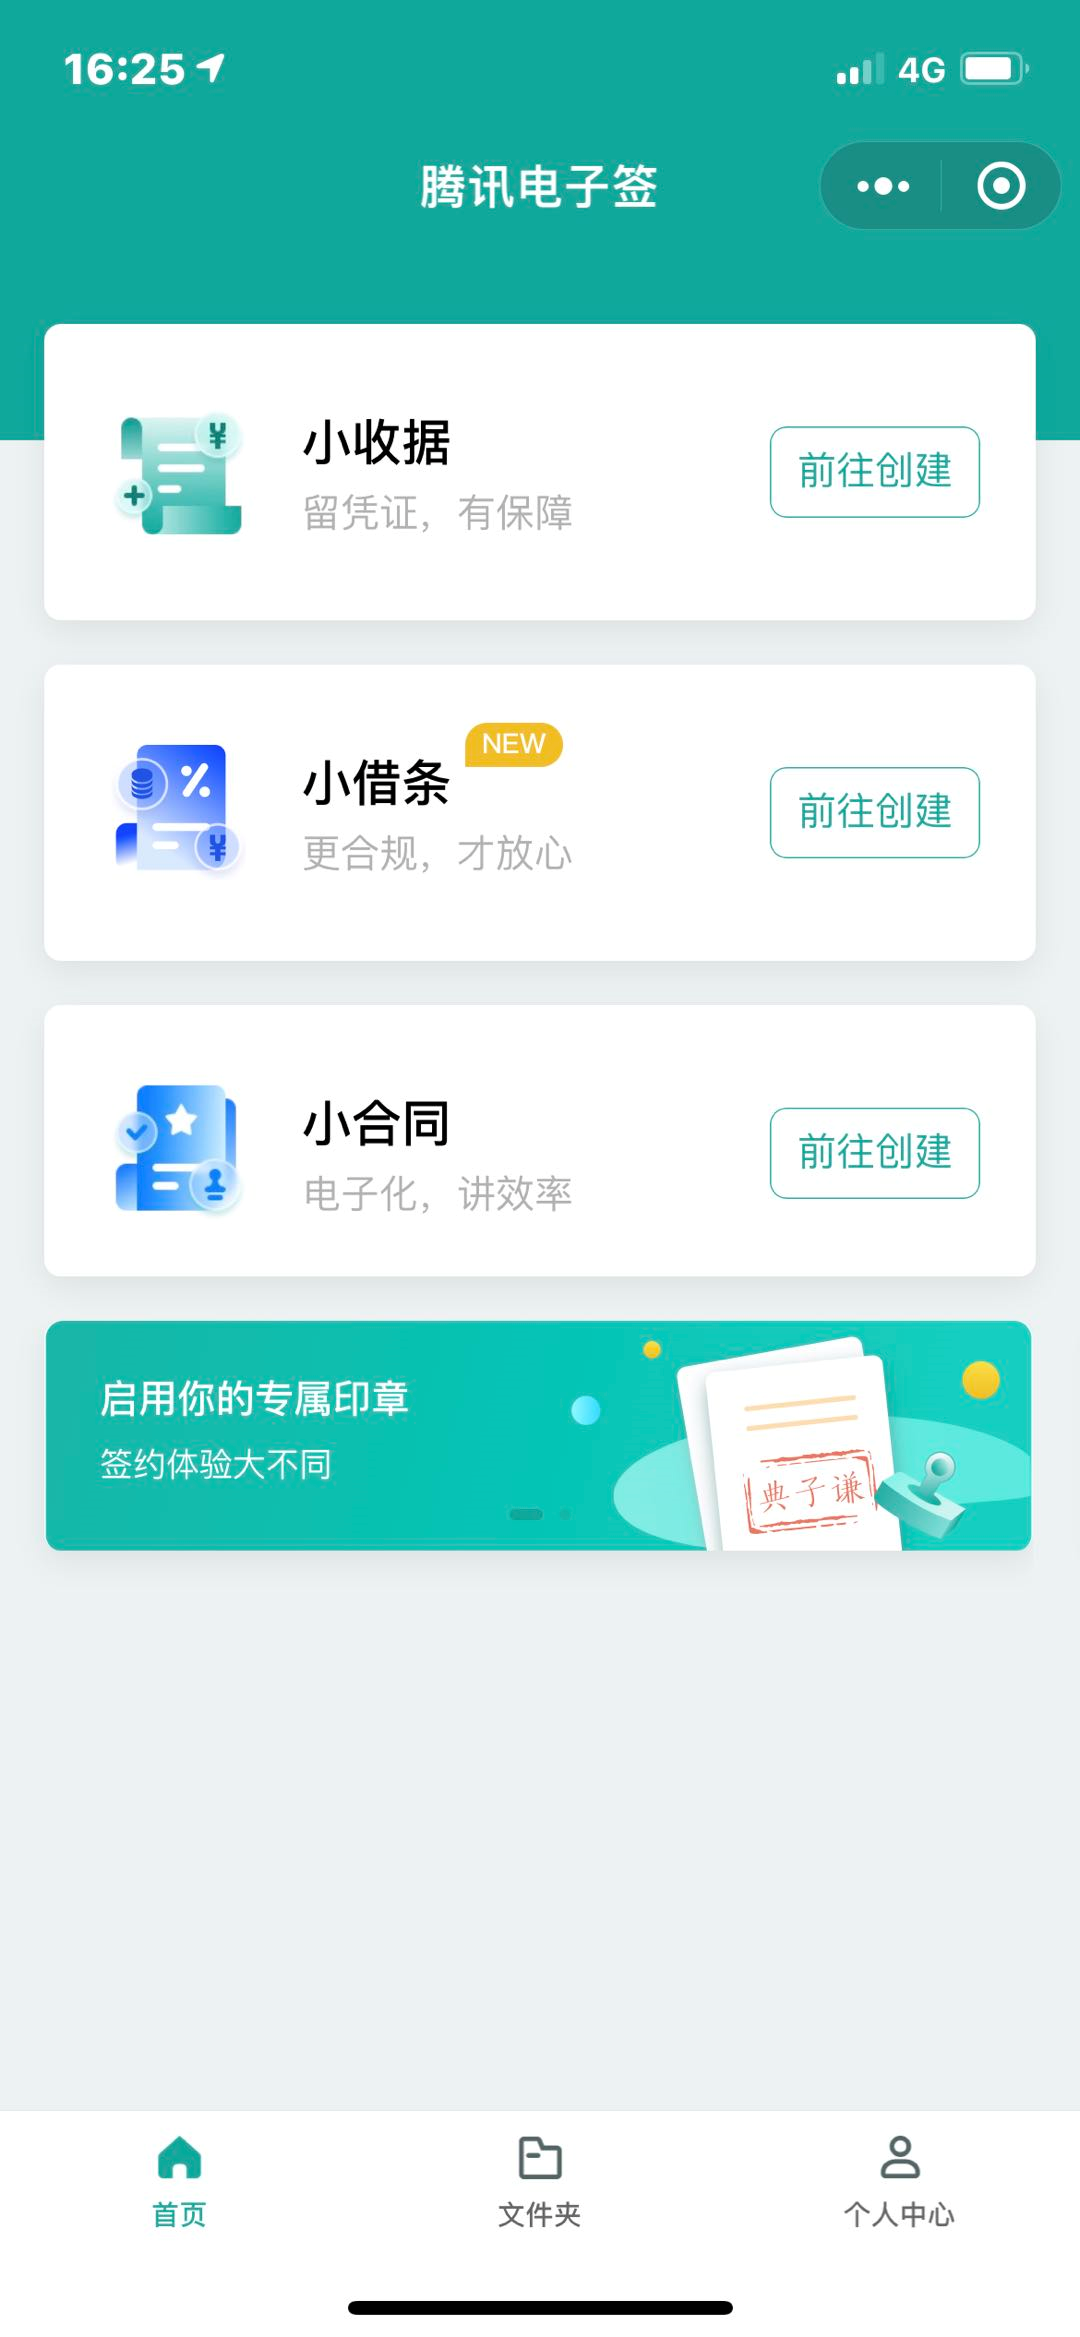 16:25
4G
腾讯电子签
小收据
留凭证，有保障
前往创建
NEW
小借条
更合规，才放心
前往创建
小合同
电子化，讲效率
前往创建
启用你的专属印章
签约体验大不同
典子谦
首页
文件夹
个人中心